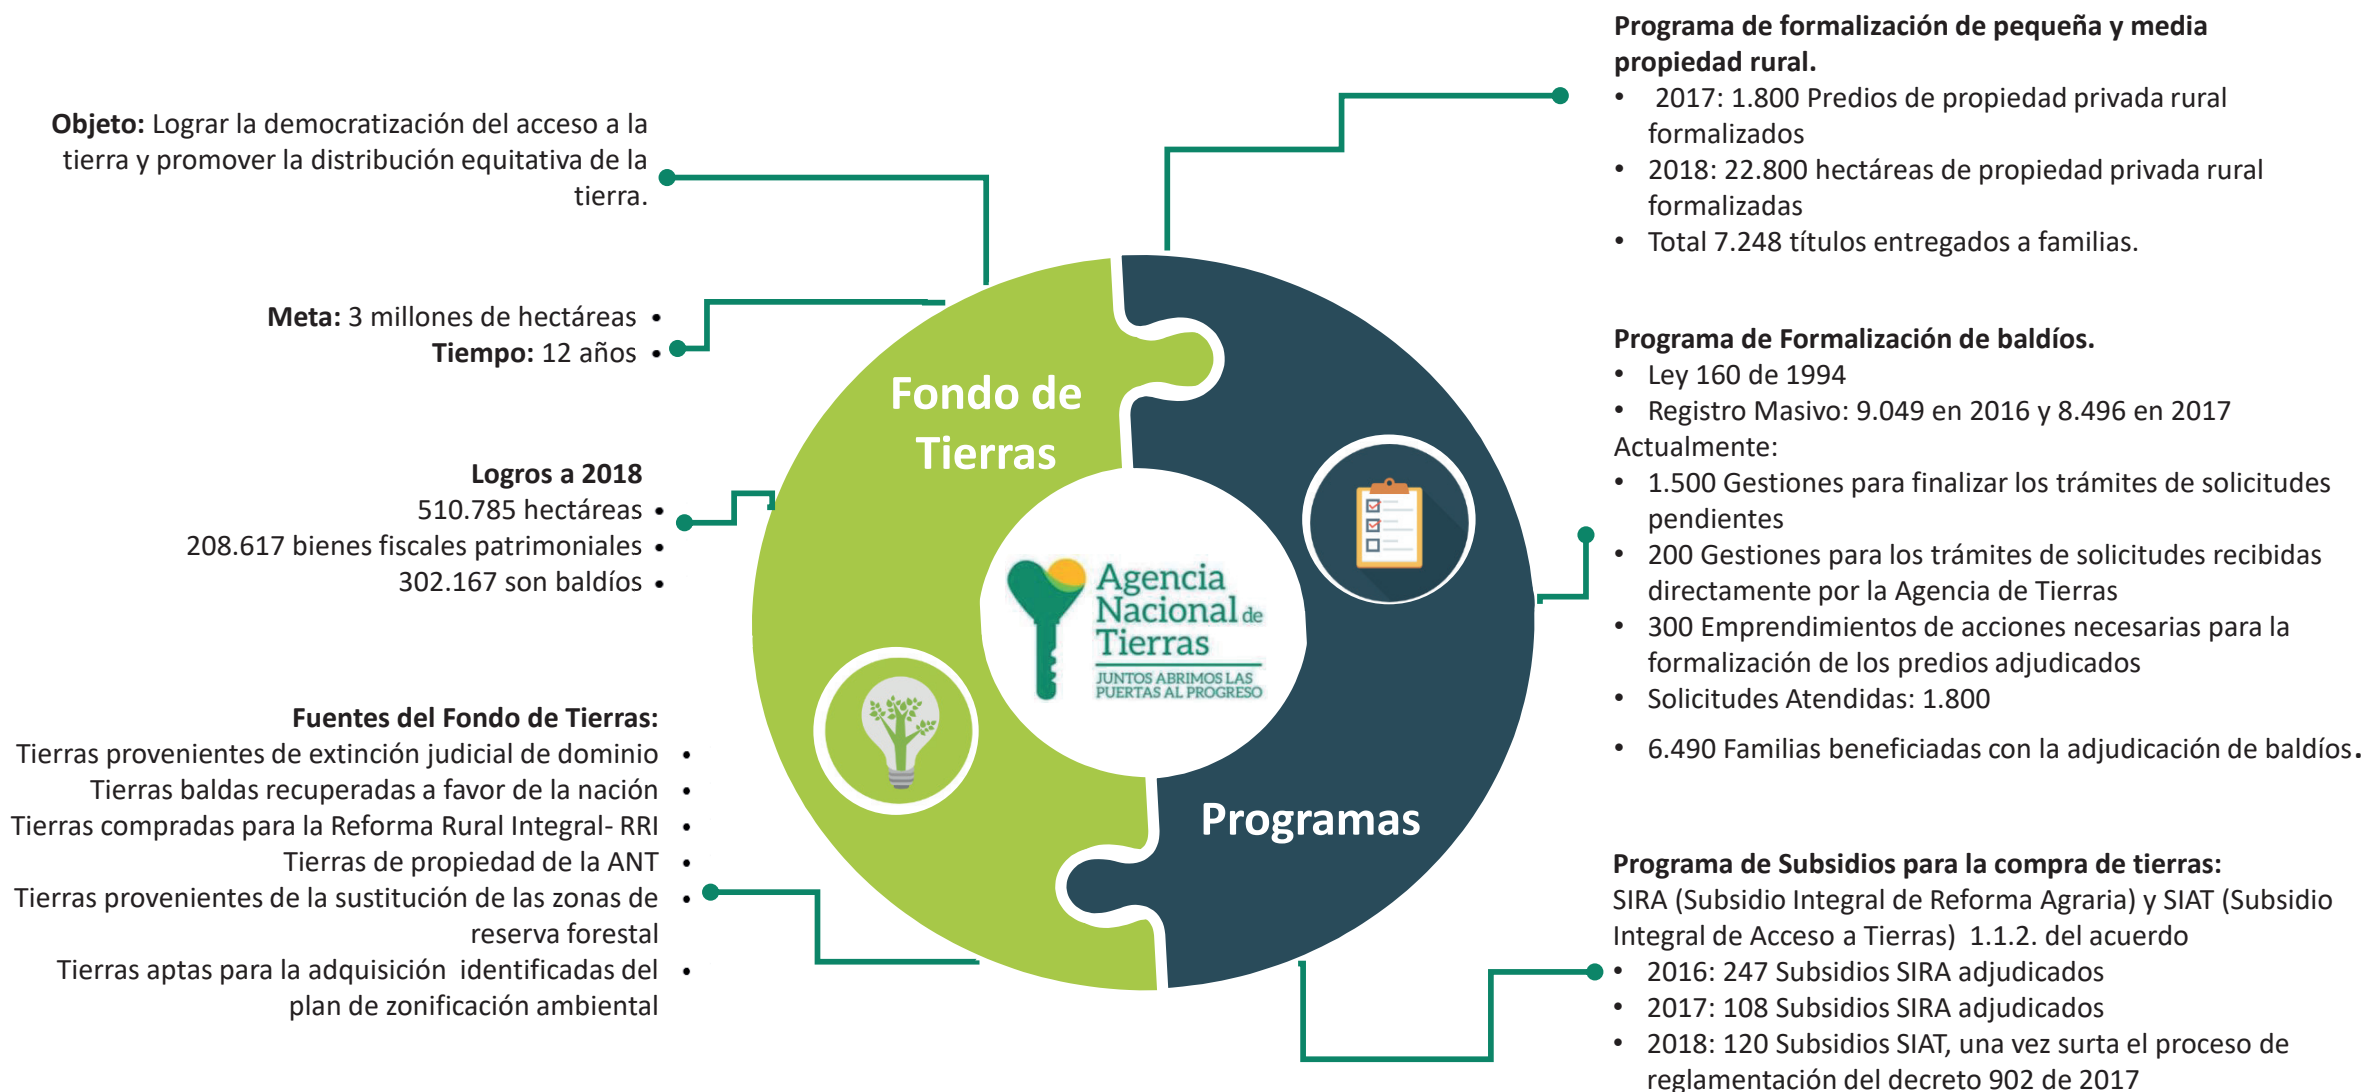 Objeto: Lograr la democratización del acceso a la
tierra y promover la distribución equitativa de la
tierra.
Meta: 3 millones de hectáreas •
Tiempo: 12 años •
Logros a 2018
510.785 hectáreas •
208.617 bienes fiscales patrimoniales •
302.167 son baldíos •
Fuentes del Fondo de Tierras:
Tierras provenientes de extinción judicial de dominio •
Tierras baldas recuperadas a favor de la nación •
Tierras compradas para la Reforma Rural Integral- RRI •
Tierras de propiedad de la ANT •
Tierras provenientes de la sustitución de las zonas de •
reserva forestal
Tierras aptas para la adquisición identificadas del •
plan de zonificación ambiental
Fondo de
Tierras
Agencia
Nacional de
Tierras
JUNTOS ABRIMOS LAS
PUERTAS AL PROGRESO
Programas
Programa de formalización de pequeña y media
propiedad rural.
• 2017: 1.800 Predios de propiedad privada rural
formalizados
• 2018: 22.800 hectáreas de propiedad privada rural
formalizadas
• Total 7.248 títulos entregados a familias.
Programa de Formalización de baldíos.
• Ley 160 de 1994
• Registro Masivo: 9.049 en 2016 y 8.496 en 2017
Actualmente:
• 1.500 Gestiones para finalizar los trámites de solicitudes
pendientes
• 200 Gestiones para los trámites de solicitudes recibidas
directamente por la Agencia de Tierras
• 300 Emprendimientos de acciones necesarias para la
formalización de los predios adjudicados
• Solicitudes Atendidas: 1.800
• 6.490 Familias beneficiadas con la adjudicación de baldíos.
Programa de Subsidios para la compra de tierras:
SIRA (Subsidio Integral de Reforma Agraria) y SIAT (Subsidio
Integral de Acceso a Tierras) 1.1.2. del acuerdo
• 2016: 247 Subsidios SIRA adjudicados
• 2017: 108 Subsidios SIRA adjudicados
• 2018: 120 Subsidios SIAT, una vez surta el proceso de
reglamentación del decreto 902 de 2017